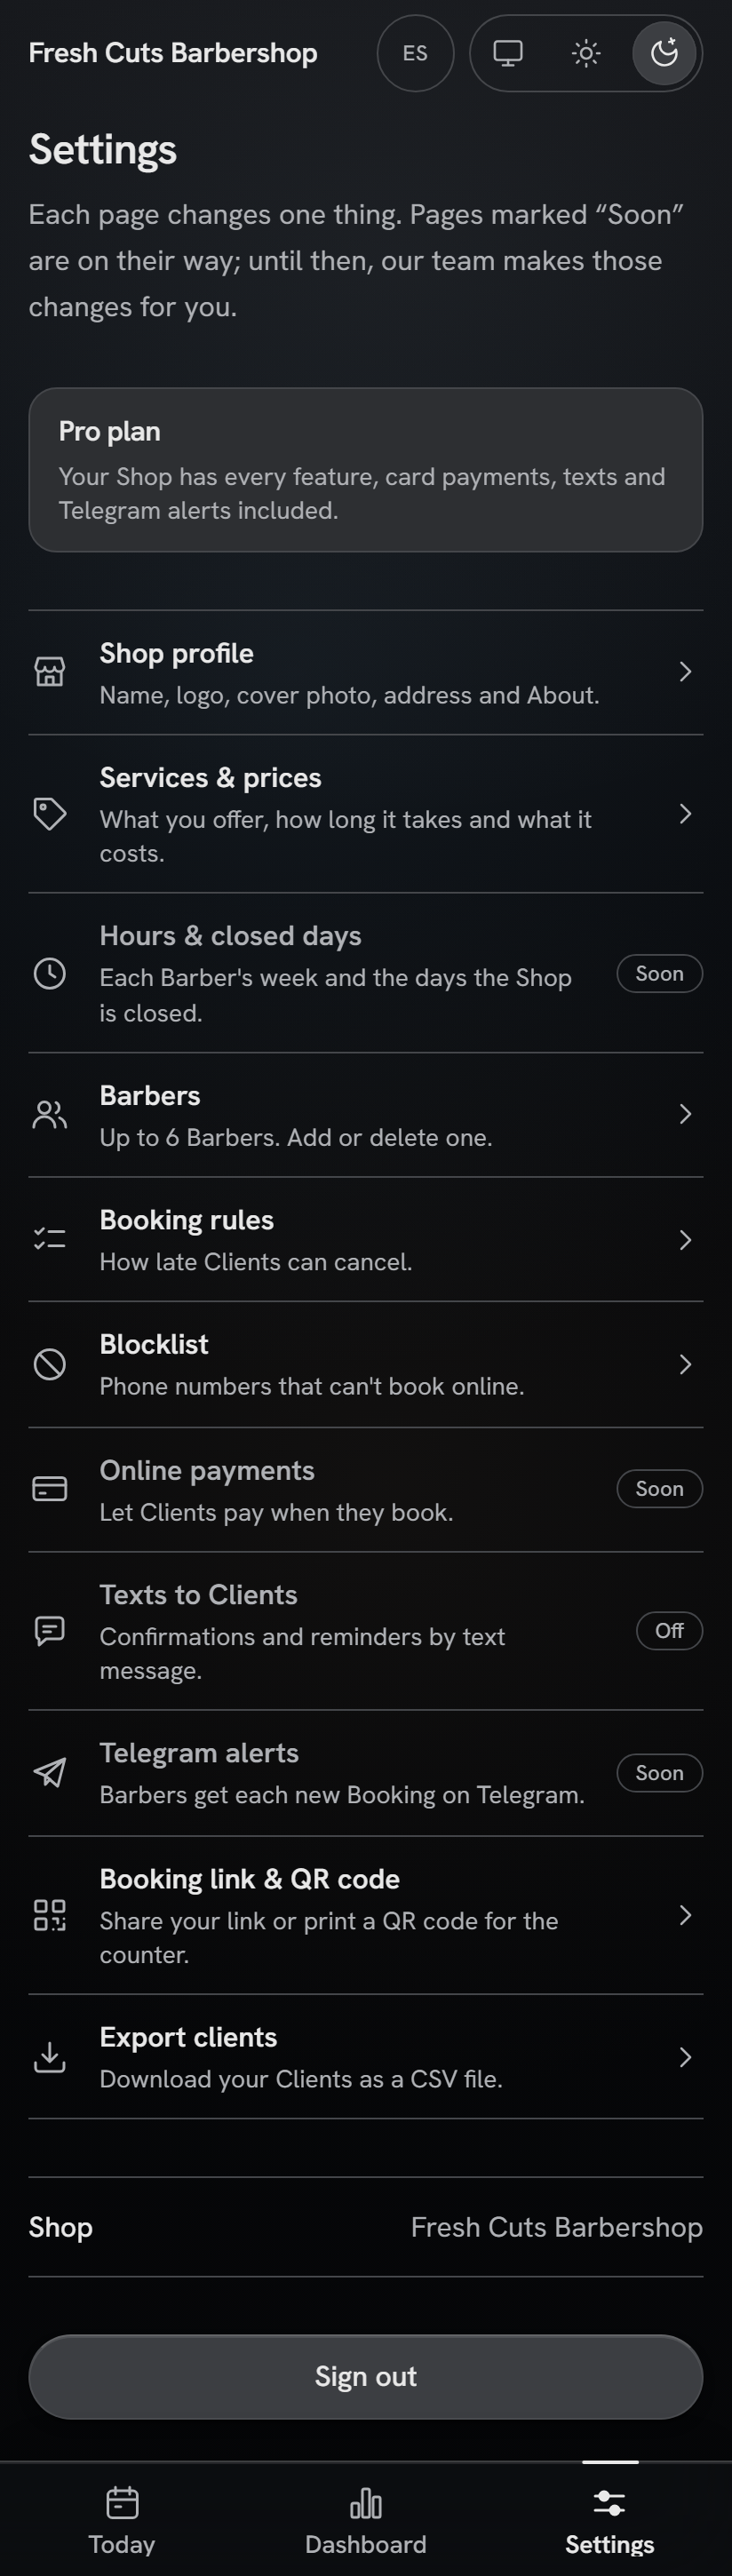 Fresh Cuts Barbershop
ES
Settings
Each page changes one thing. Pages marked “Soon”
are on their way; until then, our team makes those
changes for you.
Pro plan
Your Shop has every feature, card payments, texts and
Telegram alerts included.
Shop profile
Name, logo, cover photo, address and About.
Services & prices
What you offer, how long it takes and what it
costs.
Hours & closed days
Each Barber's week and the days the Shop
is closed.
Soon
Barbers
Up to 6 Barbers. Add or delete one.
Booking rules
How late Clients can cancel.
Blocklist
Phone numbers that can't book online.
Online payments
Let Clients pay when they book.
Soon
Texts to Clients
Confirmations and reminders by text
message.
Off
Telegram alerts
Barbers get each new Booking on Telegram.
Soon
Booking link & QR code
Share your link or print a QR code for the
counter.
Export clients
Download your Clients as a CSV file.
Shop
Fresh Cuts Barbershop
Sign out
Today
Dashboard
Settings